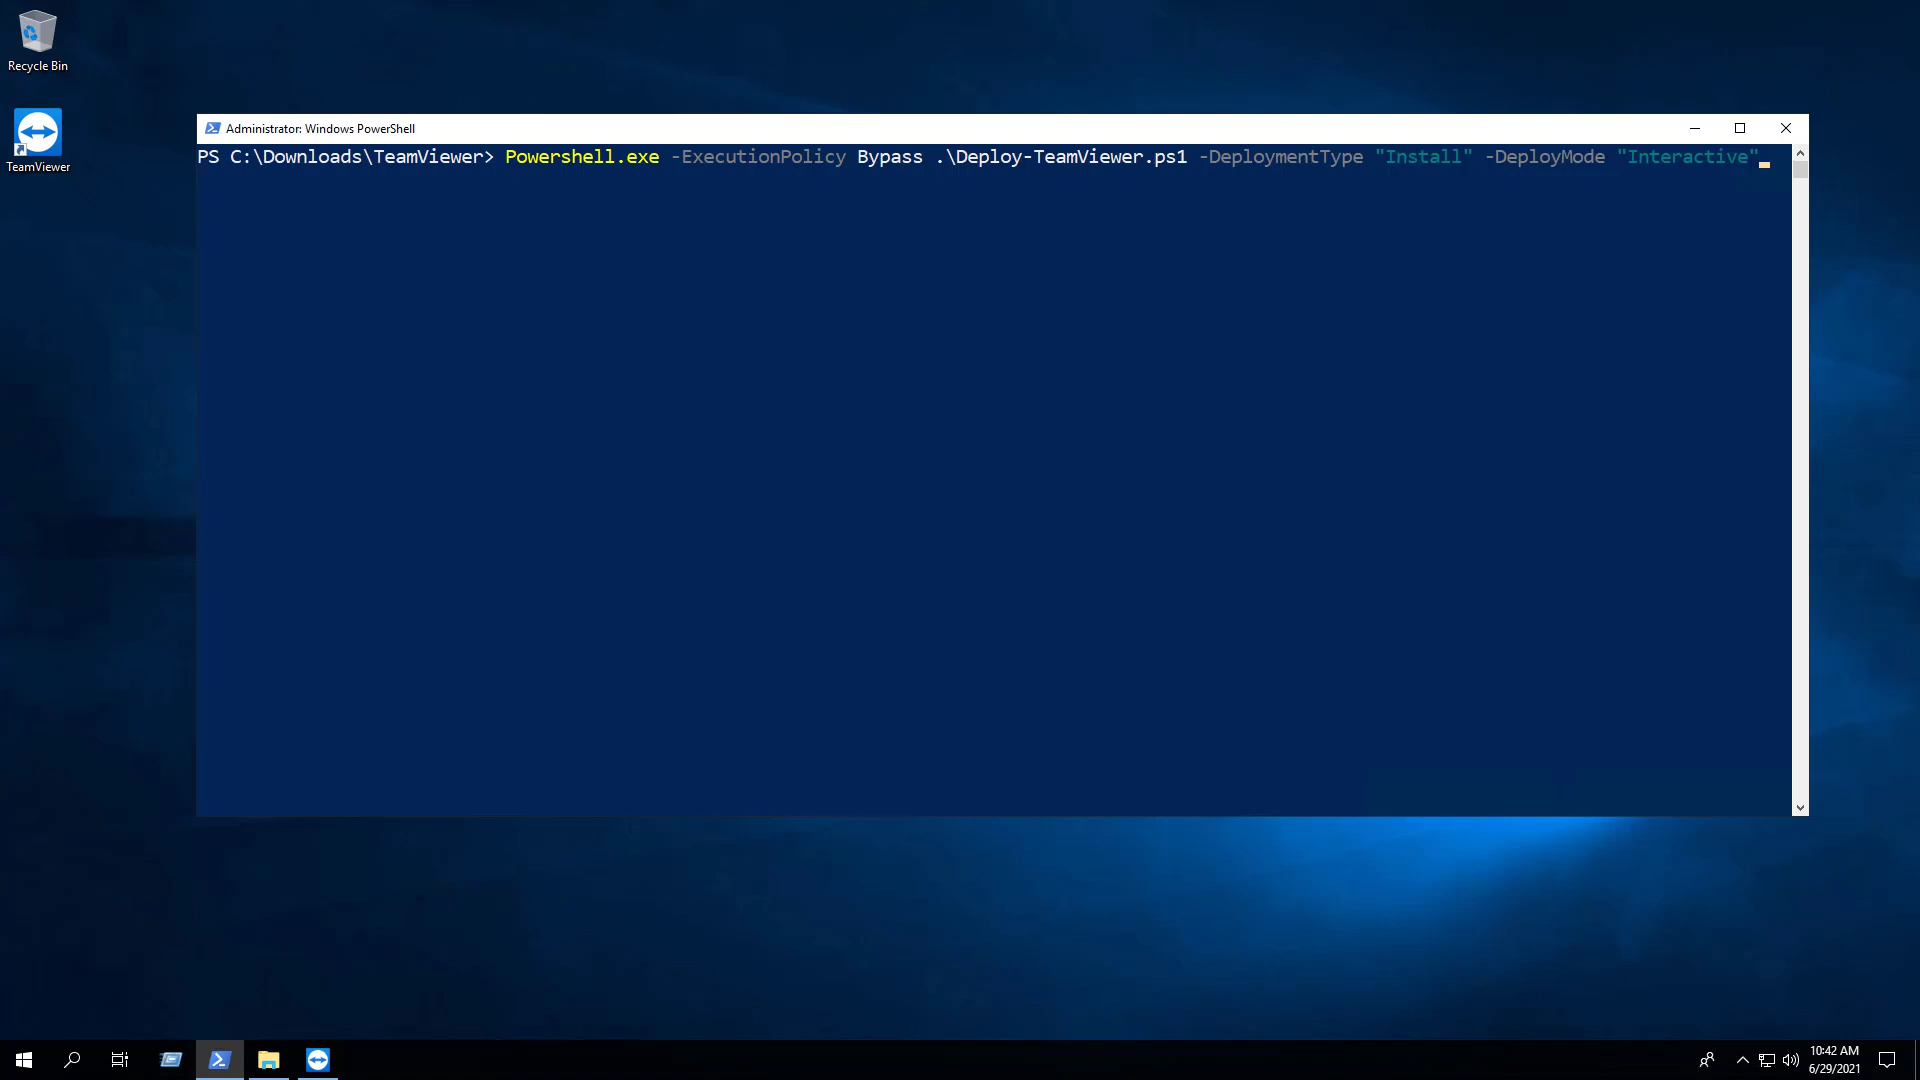 Recycle Bin
TeamViewer
Administrator: Windows PowerShell
PS C:\Downloads\TeamViewer> Powershell.exe -ExecutionPolicy Bypass .\Deploy-TeamViewer.ps1 -DeploymentType "Install" -DeployMode "Interactive"
10:42 AM
6/29/2021